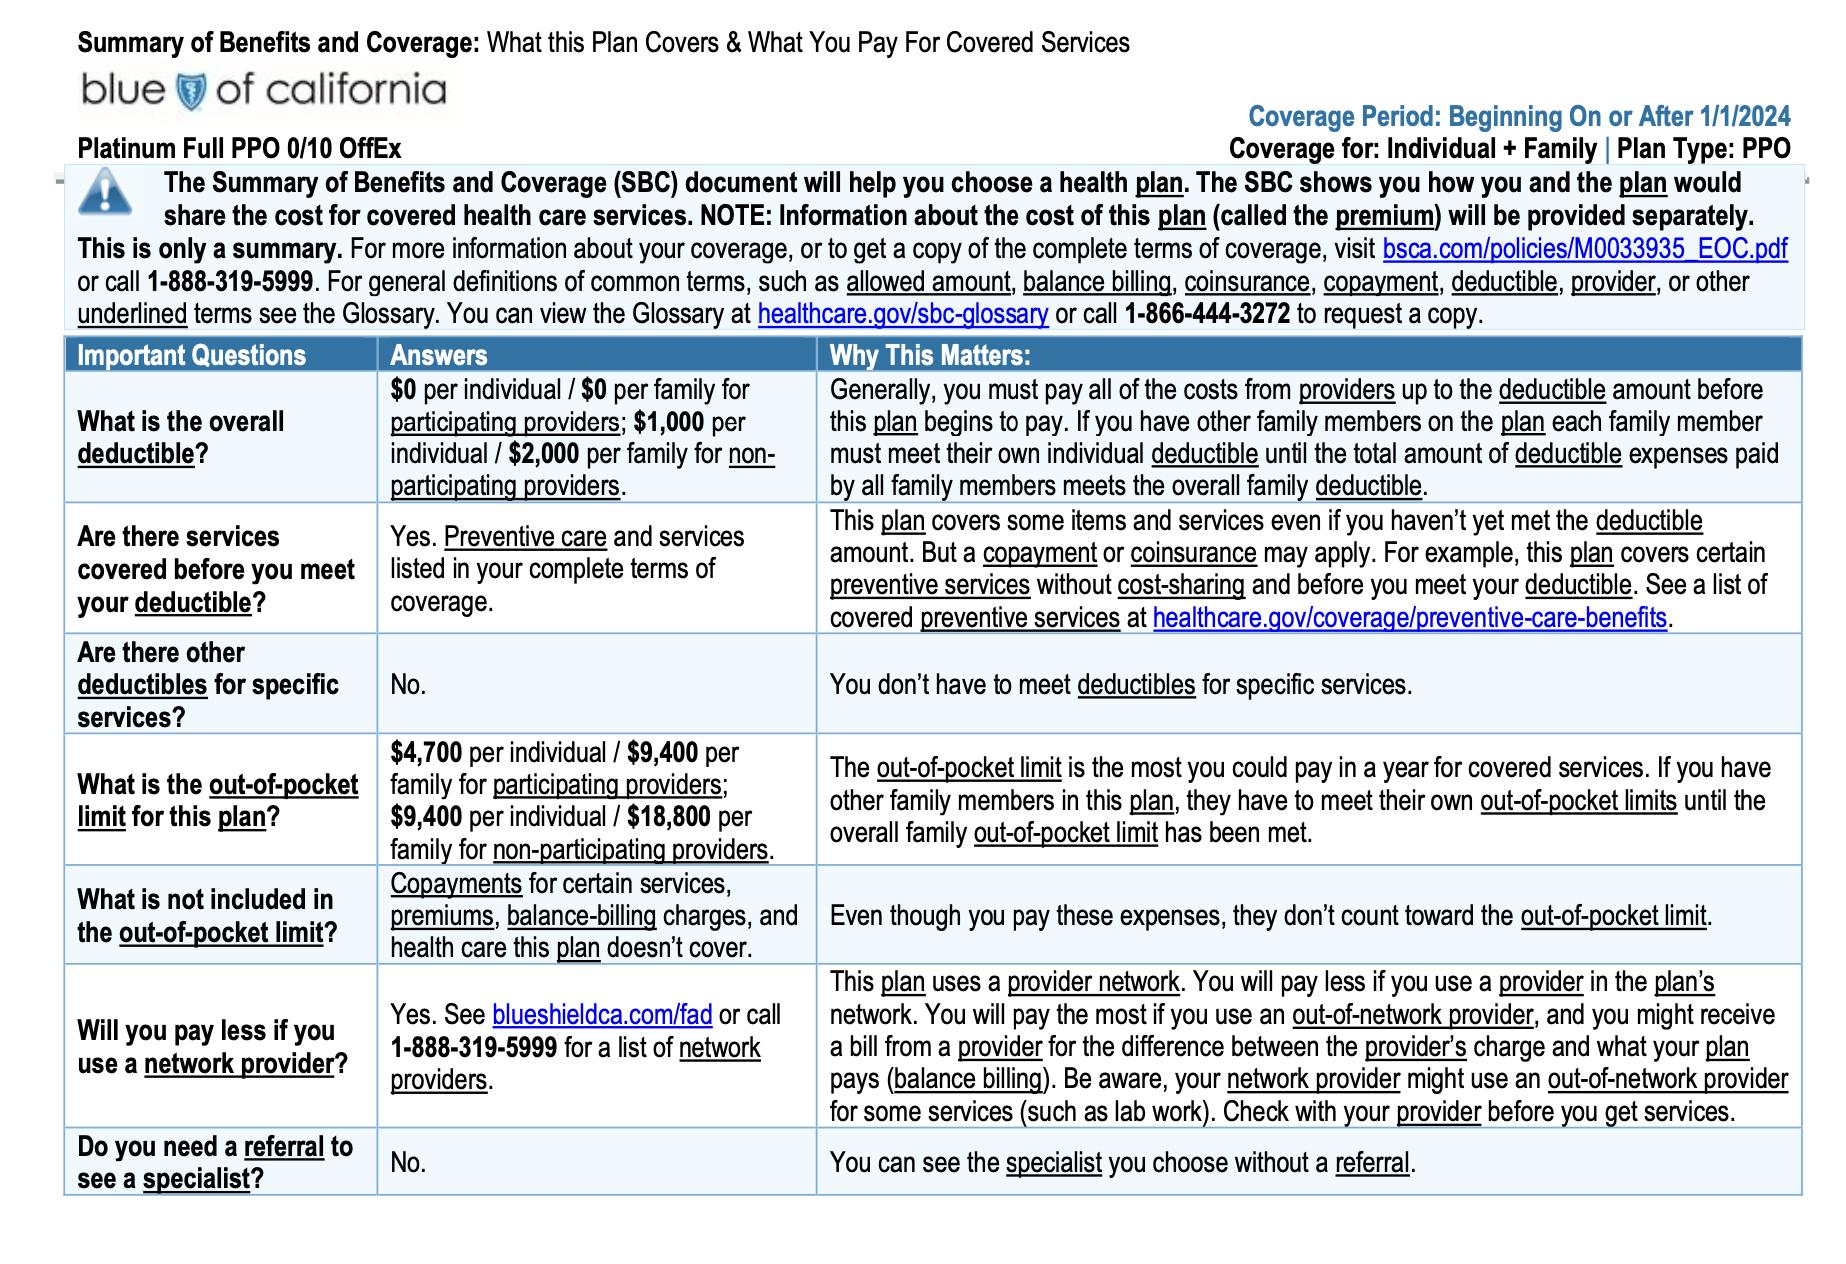 Summary of Benefits and Coverage: What this Plan Covers & What You Pay For Covered Services
blue of california
Coverage Period: Beginning On or After 1/1/2024
Platinum Full PPO 0/10 OffEx
Coverage for: Individual + Family | Plan Type: PPO
The Summary of Benefits and Coverage (SBC) document will help you choose a health plan. The SBC shows you how you and the plan would
share the cost for covered health care services. NOTE: Information about the cost of this plan (called the premium) will be provided separately.
This is only a summary. For more information about your coverage, or to get a copy of the complete terms of coverage, visit bsca.com/policies/M0033935_EOC.pdf
or call 1-888-319-5999. For general definitions of common terms, such as allowed amount, balance billing, coinsurance, copayment, deductible, provider, or other
underlined terms see the Glossary. You can view the Glossary at healthcare.gov/sbc-glossary or call 1-866-444-3272 to request a copy.
Important Questions
Answers
Why This Matters:
What is the overall
deductible?
$0 per individual / $0 per family for
participating providers; $1,000 per
individual / $2,000 per family for non-
participating providers.
Generally, you must pay all of the costs from providers up to the deductible amount before
this plan begins to pay. If you have other family members on the plan each family member
must meet their own individual deductible until the total amount of deductible expenses paid
by all family members meets the overall family deductible.
Are there services
covered before you meet
your deductible?
Yes. Preventive care and services
listed in your complete terms of
coverage.
This plan covers some items and services even if you haven’t yet met the deductible
amount. But a copayment or coinsurance may apply. For example, this plan covers certain
preventive services without cost-sharing and before you meet your deductible. See a list of
covered preventive services at healthcare.gov/coverage/preventive-care-benefits.
Are there other
deductibles for specific
services?
No.
You don’t have to meet deductibles for specific services.
What is the out-of-pocket
limit for this plan?
$4,700 per individual / $9,400 per
family for participating providers;
$9,400 per individual / $18,800 per
family for non-participating providers.
The out-of-pocket limit is the most you could pay in a year for covered services. If you have
other family members in this plan, they have to meet their own out-of-pocket limits until the
overall family out-of-pocket limit has been met.
What is not included in
the out-of-pocket limit?
Copayments for certain services,
premiums, balance-billing charges, and
health care this plan doesn’t cover.
Even though you pay these expenses, they don’t count toward the out-of-pocket limit.
Will you pay less if you
use a network provider?
Yes. See blueshieldca.com/fad or call
1-888-319-5999 for a list of network
providers.
This plan uses a provider network. You will pay less if you use a provider in the plan’s
network. You will pay the most if you use an out-of-network provider, and you might receive
a bill from a provider for the difference between the provider’s charge and what your plan
pays (balance billing). Be aware, your network provider might use an out-of-network provider
for some services (such as lab work). Check with your provider before you get services.
Do you need a referral to
see a specialist?
No.
You can see the specialist you choose without a referral.